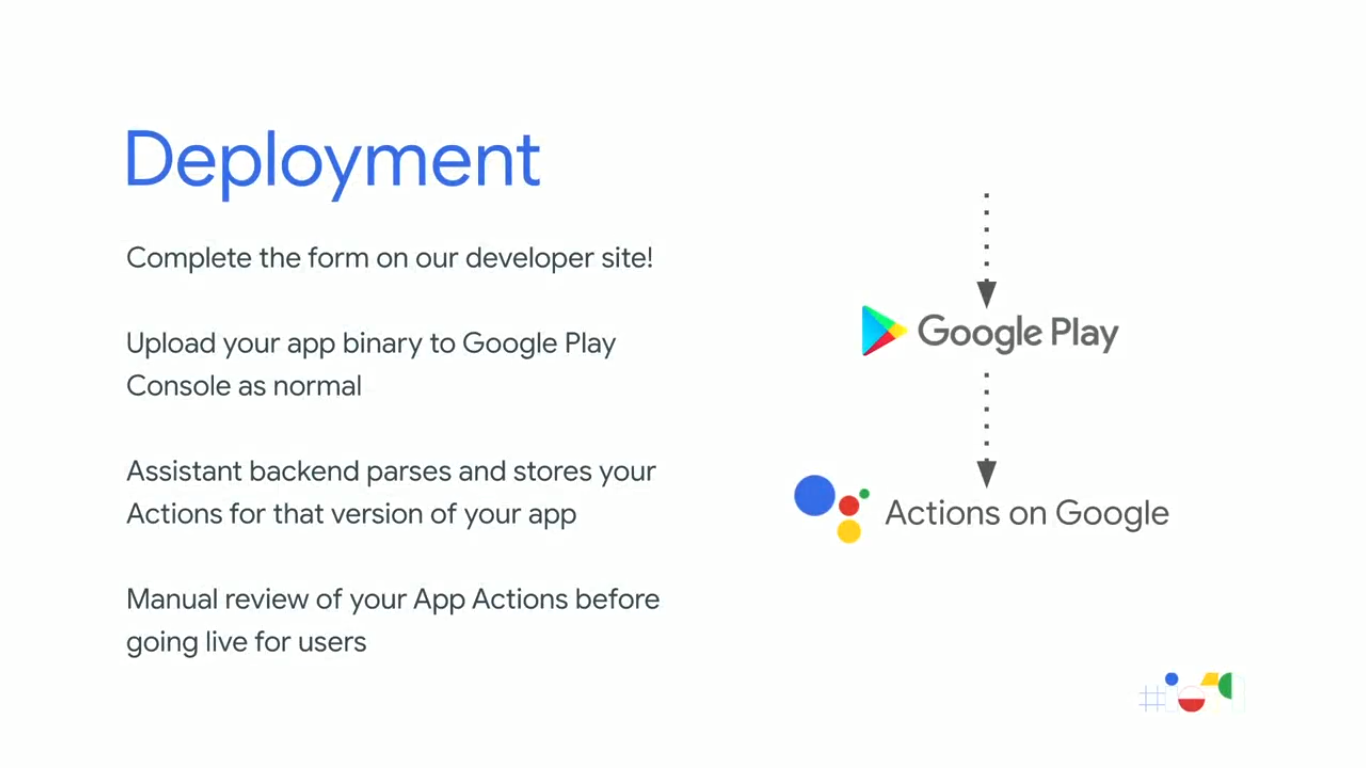 Deployment
Complete the form on our developer site!
Upload your app binary to Google Play
Console as normal
Assistant backend parses and stores your
Actions for that version of your app
Manual review of your App Actions before
going live for users
Google Play
Actions on Google
#io19